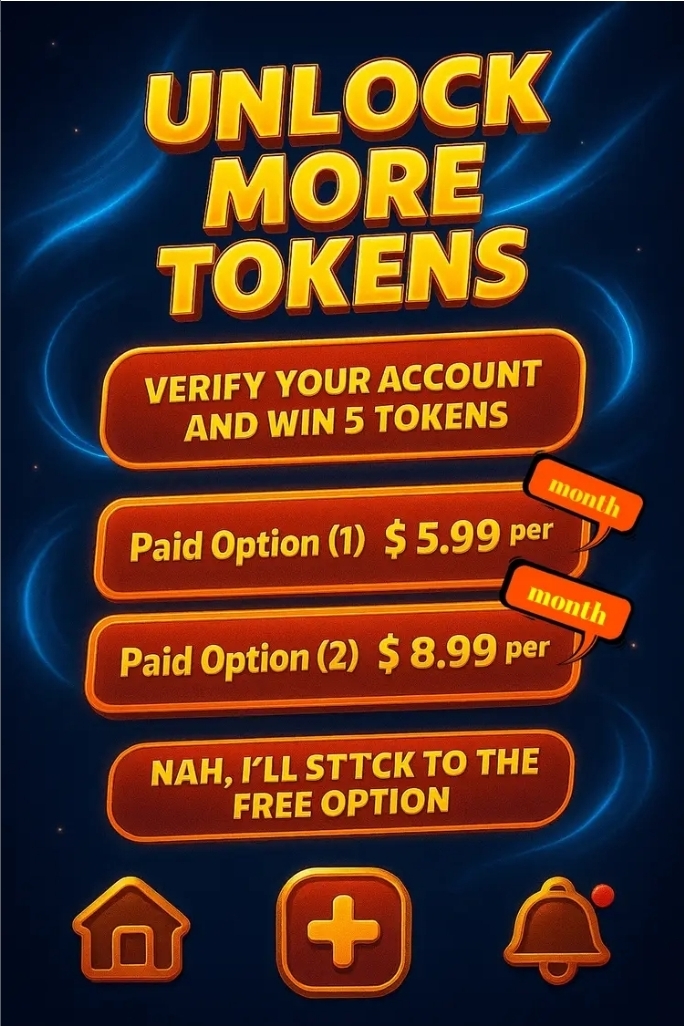 UNLOCK
MORE
TOKENS
VERIFY YOUR ACCOUNT
AND WIN 5 TOKENS
month
Paid Option (1) $ 5.99 per
month
Paid Option (2) $ 8.99 per
NAH, I'LL STTCK TO THE
FREE OPTION